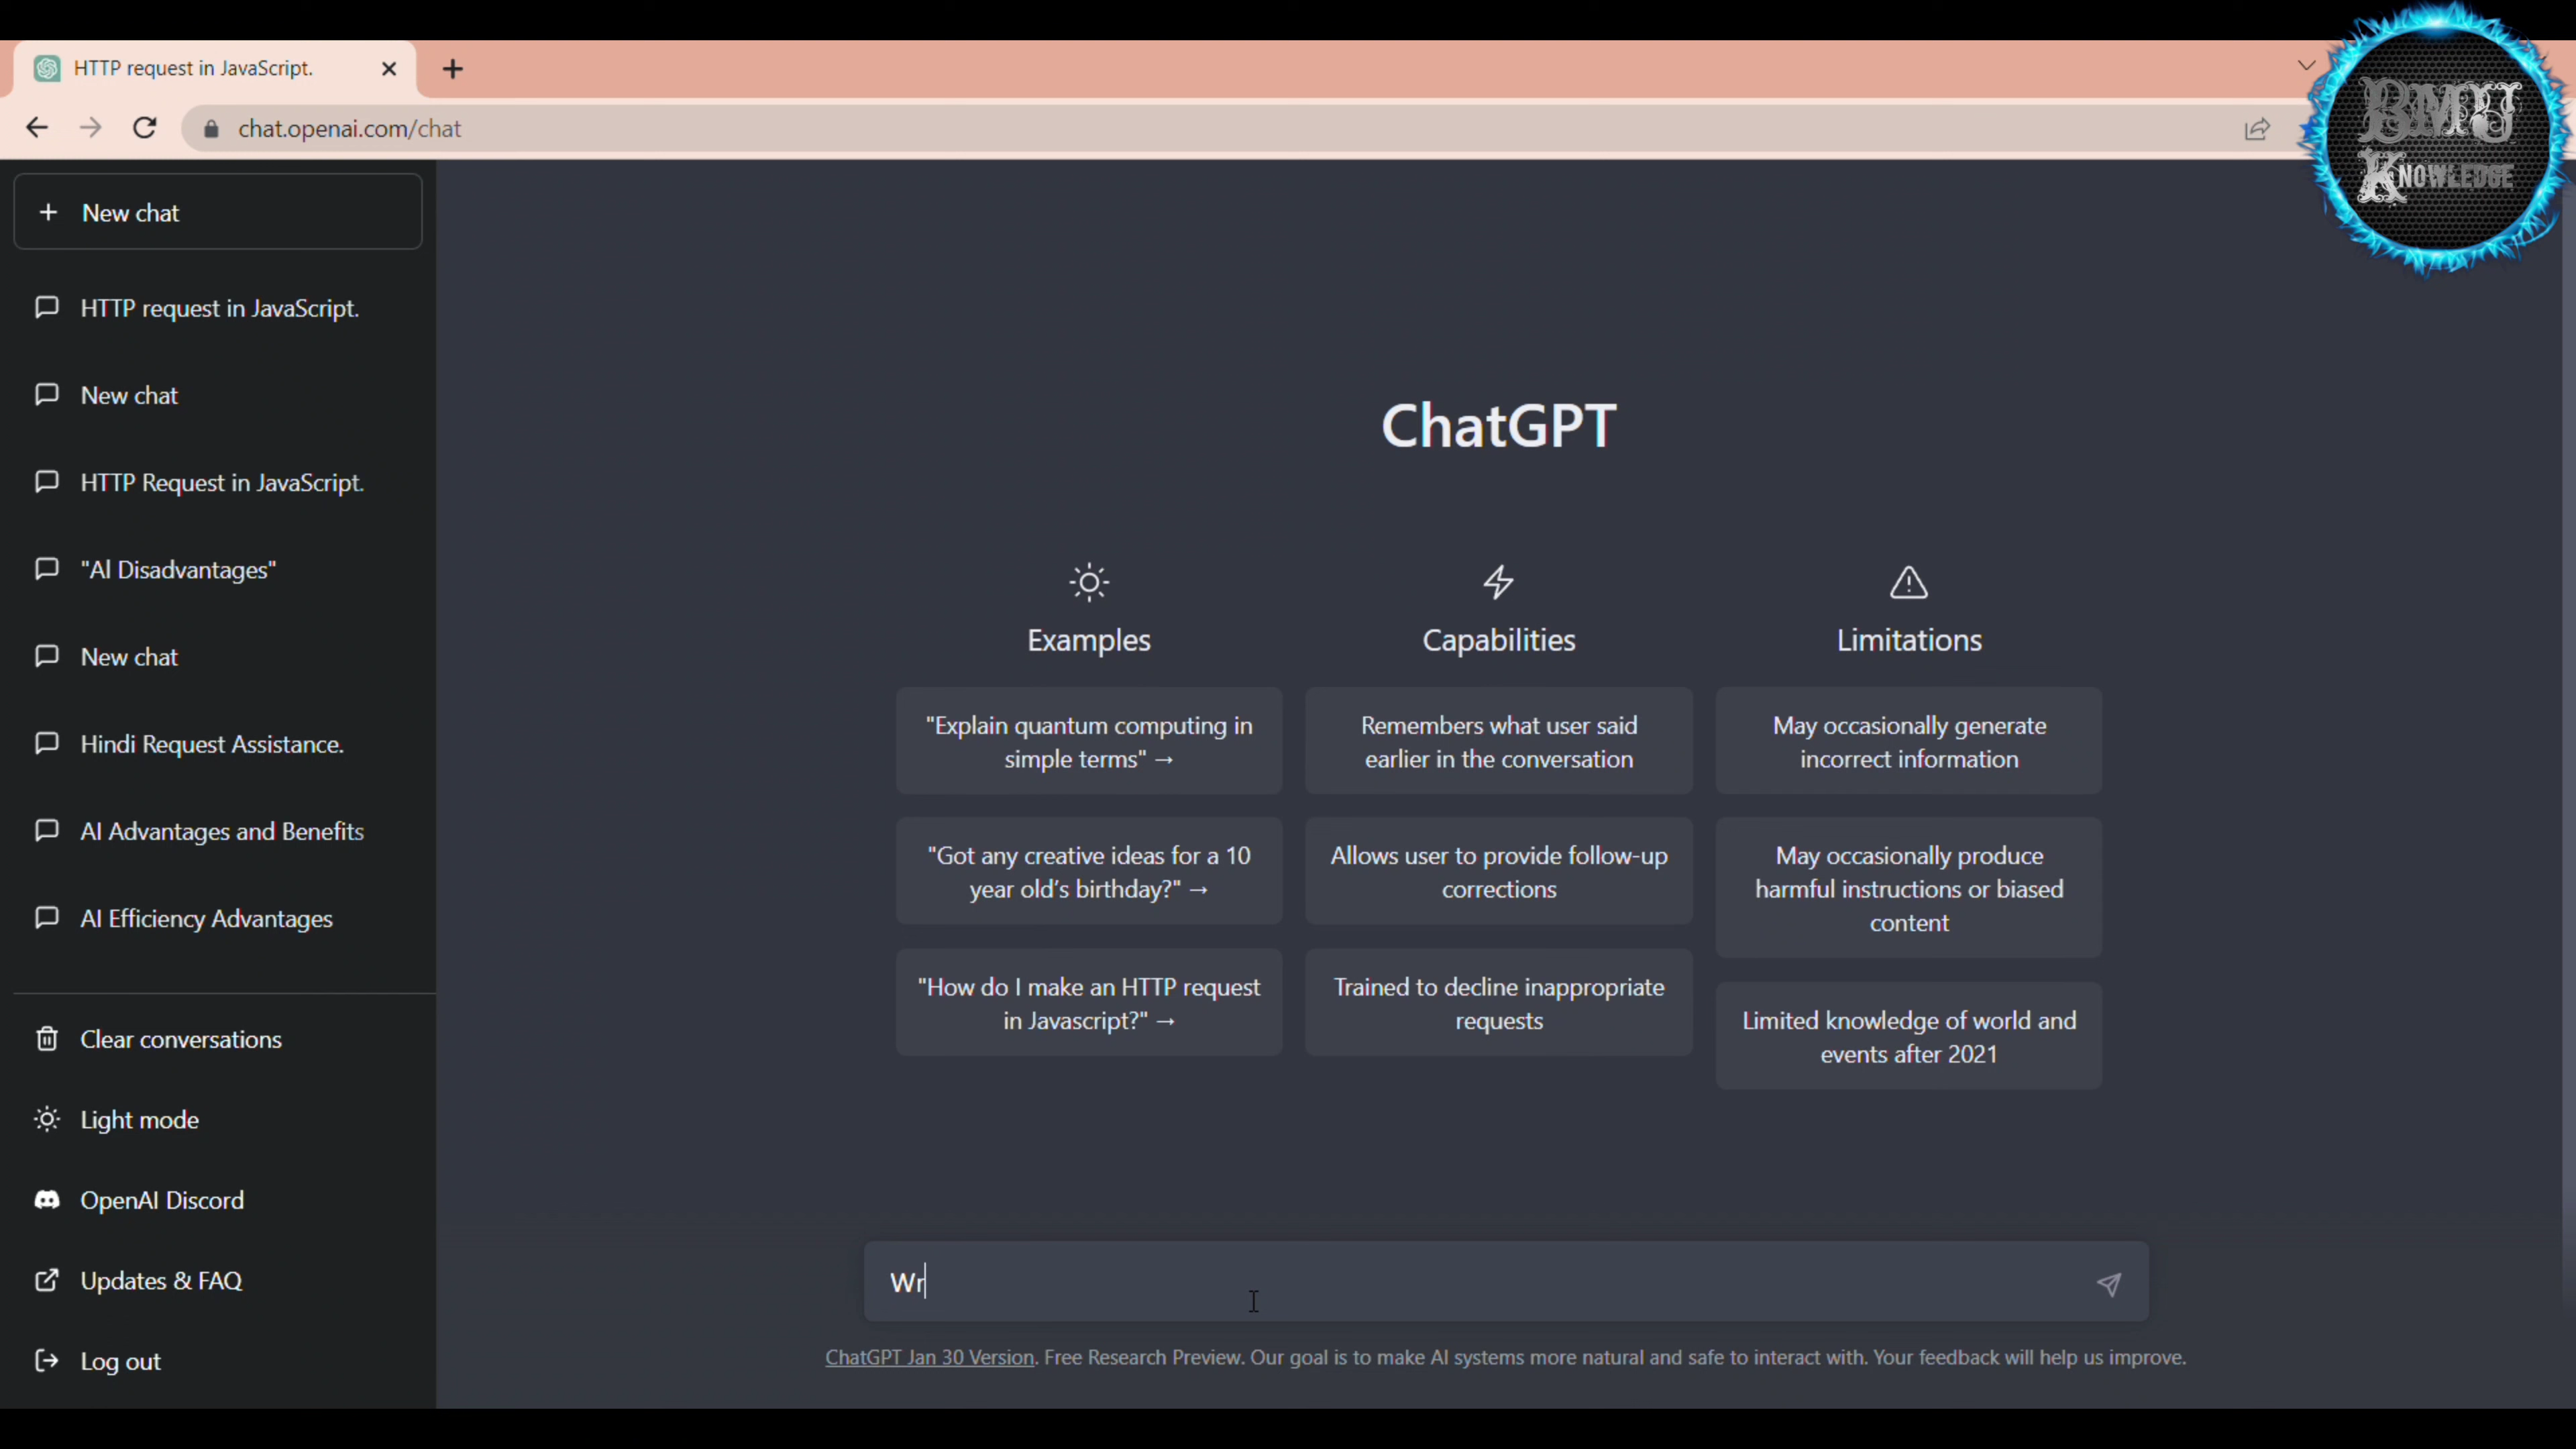 HTTP request in JavaScript.
chat.openai.com/chat
BMU
KNOWLEDGE
New chat
HTTP request in JavaScript.
New chat
HTTP Request in JavaScript.
"AI Disadvantages"
New chat
Hindi Request Assistance.
AI Advantages and Benefits
AI Efficiency Advantages
Clear conversations
Light mode
OpenAI Discord
Updates & FAQ
Log out
ChatGPT
Examples
"Explain quantum computing in
simple terms" →
"Got any creative ideas for a 10
year old's birthday?" →
"How do I make an HTTP request
in Javascript?" →
Capabilities
Remembers what user said
earlier in the conversation
Allows user to provide follow-up
corrections
Trained to decline inappropriate
requests
Limitations
May occasionally generate
incorrect information
May occasionally produce
harmful instructions or biased
content
Limited knowledge of world and
events after 2021
Wr
ChatGPT Jan 30 Version. Free Research Preview. Our goal is to make AI systems more natural and safe to interact with. Your feedback will help us improve.